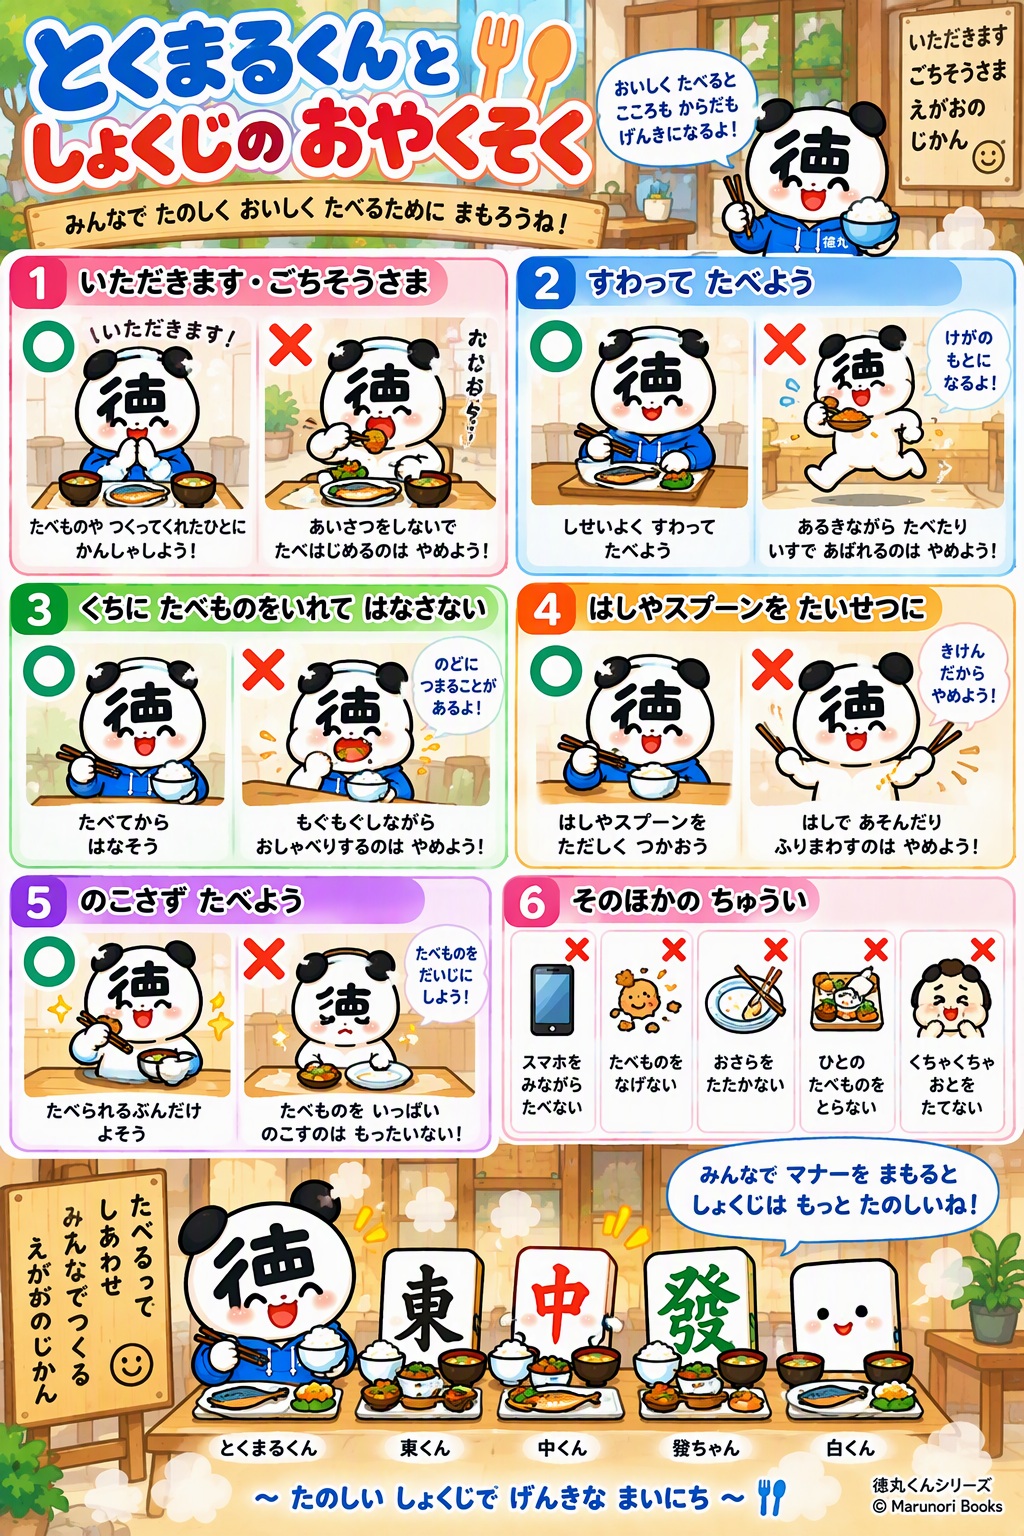 とくまるくんと
しょくじの おやくそく
みんなで たのしく おいしく たべるために まもろうね！
おいしく たべると
こころも からだも
げんきになるよ！
徳
徳丸
いただきます
ごちそうさま
えがおの
じかん
1 いただきます・ごちそうさま
いただきます！
徳
たべものや つくってくれたひとに
かんしゃしよう！
徳
あいさつをしないで
たべはじめるのは やめよう！
2 すわって たべよう
徳
しせいよく すわって
たべよう
けがの
もとに
なるよ！
徳
あるきながら たべたり
いすで あばれるのは やめよう！
3 くちに たべものをいれて はなさない
徳
たべてから
はなそう
のどに
つまることが
あるよ！
徳
もぐもぐしながら
おしゃべりするのは やめよう！
4 はしやスプーンを たいせつに
徳
はしやスプーンを
ただしく つかおう
きけん
だから
やめよう！
徳
はしで あそんだり
ふりまわすのは やめよう！
5 のこさず たべよう
徳
たべられるぶんだけ
よそう
たべものを
だいじに
しよう！
徳
たべものを いっぱい
のこすのは もったいない！
6 そのほかの ちゅうい
スマホを
みながら
たべない
たべものを
なげない
おさらを
たたかない
ひとの
たべものを
とらない
くちゃくちゃ
おとを
たてない
みんなで マナーを まもると
しょくじは もっと たのしいね！
たべるって
しあわせ
みんなでつくる
えがおのじかん
徳
東
中
發
とくまるくん
東くん
中くん
發ちゃん
白くん
～ たのしい しょくじで げんきな まいにち ～
徳丸くんシリーズ
© Marunori Books